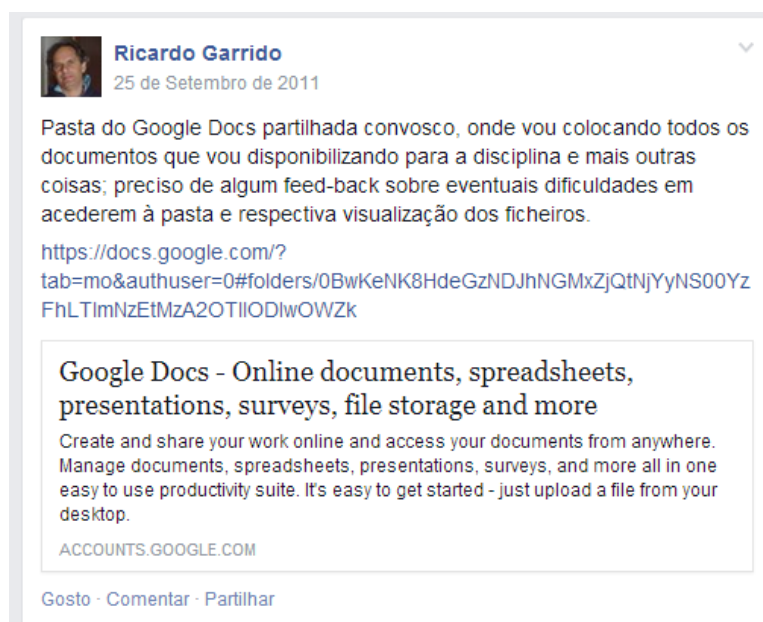 Ricardo Garrido
25 de Setembro de 2011
Pasta do Google Docs partilhada convosco, onde vou colocando todos os
documentos que vou disponibilizando para a disciplina e mais outras
coisas; preciso de algum feed-back sobre eventuais dificuldades em
acederem à pasta e respectiva visualização dos ficheiros.
https://docs.google.com/?
tab=mo&authuser=0#folders/0BwKeNK8HdeGzNDJhNGMxZjQtNjYyNS00Yz
FhLTlmNzEtMzA2OTllODlwOWZk
Google Docs - Online documents, spreadsheets,
presentations, surveys, file storage and more
Create and share your work online and access your documents from anywhere.
Manage documents, spreadsheets, presentations, surveys, and more all in one
easy to use productivity suite. It's easy to get started - just upload a file from your
desktop.
ACCOUNTS.GOOGLE.COM
Gosto · Comentar · Partilhar